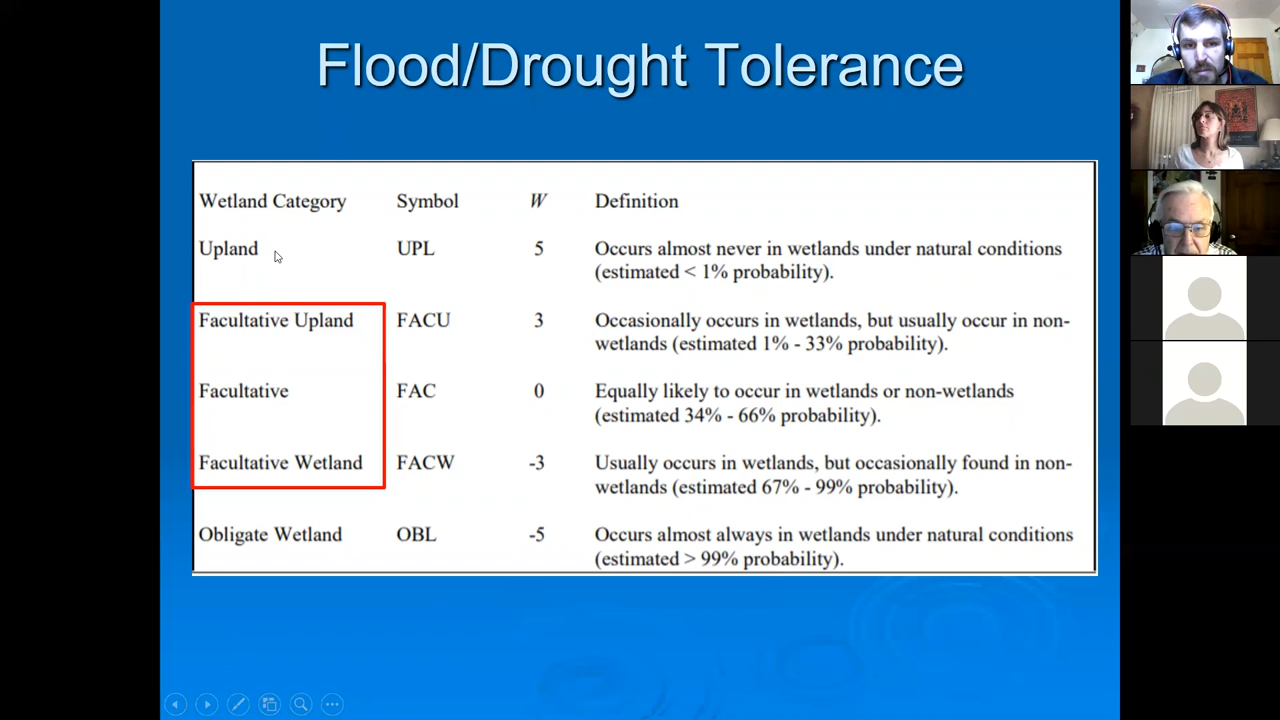 Flood/Drought Tolerance
Wetland Category Symbol W Definition
Upland UPL 5 Occurs almost never in wetlands under natural conditions
(estimated < 1% probability).
Facultative Upland FACU 3 Occasionally occurs in wetlands, but usually occur in non-
wetlands (estimated 1% - 33% probability).
Facultative FAC 0 Equally likely to occur in wetlands or non-wetlands
(estimated 34% - 66% probability).
Facultative Wetland FACW -3 Usually occurs in wetlands, but occasionally found in non-
wetlands (estimated 67% - 99% probability).
Obligate Wetland OBL -5 Occurs almost always in wetlands under natural conditions
(estimated > 99% probability).